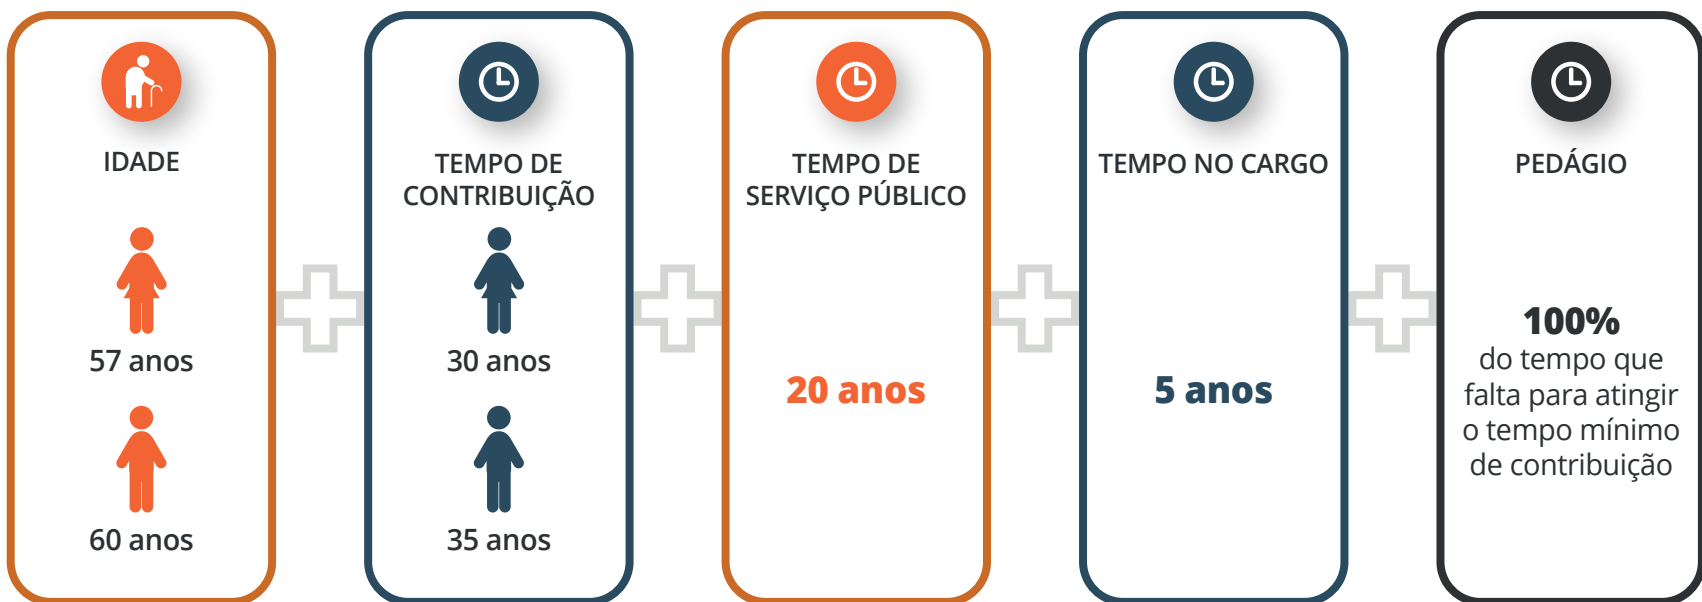 IDADE
57 anos
60 anos
TEMPO DE
CONTRIBUIÇÃO
30 anos
35 anos
TEMPO DE
SERVIÇO PÚBLICO
20 anos
TEMPO NO CARGO
5 anos
PEDÁGIO
100%
do tempo que
falta para atingir
o tempo mínimo
de contribuição